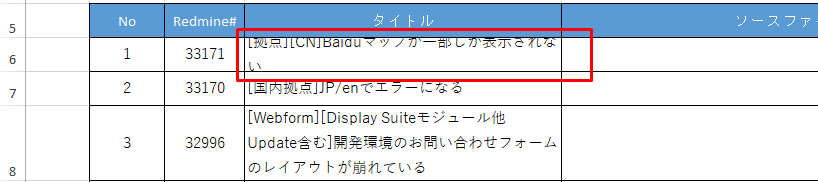 5 No Redmine# タイトル ソースファ
6 1 33171 [拠点][CN]Baiduマップが一部しか表示されな
い
7 2 33170 [国内拠点]JP/enでエラーになる
[Webform][Display Suiteモジュール他
3 32996 Update含む]開発環境のお問い合わせフォーム
8 のレイアウトが崩れている